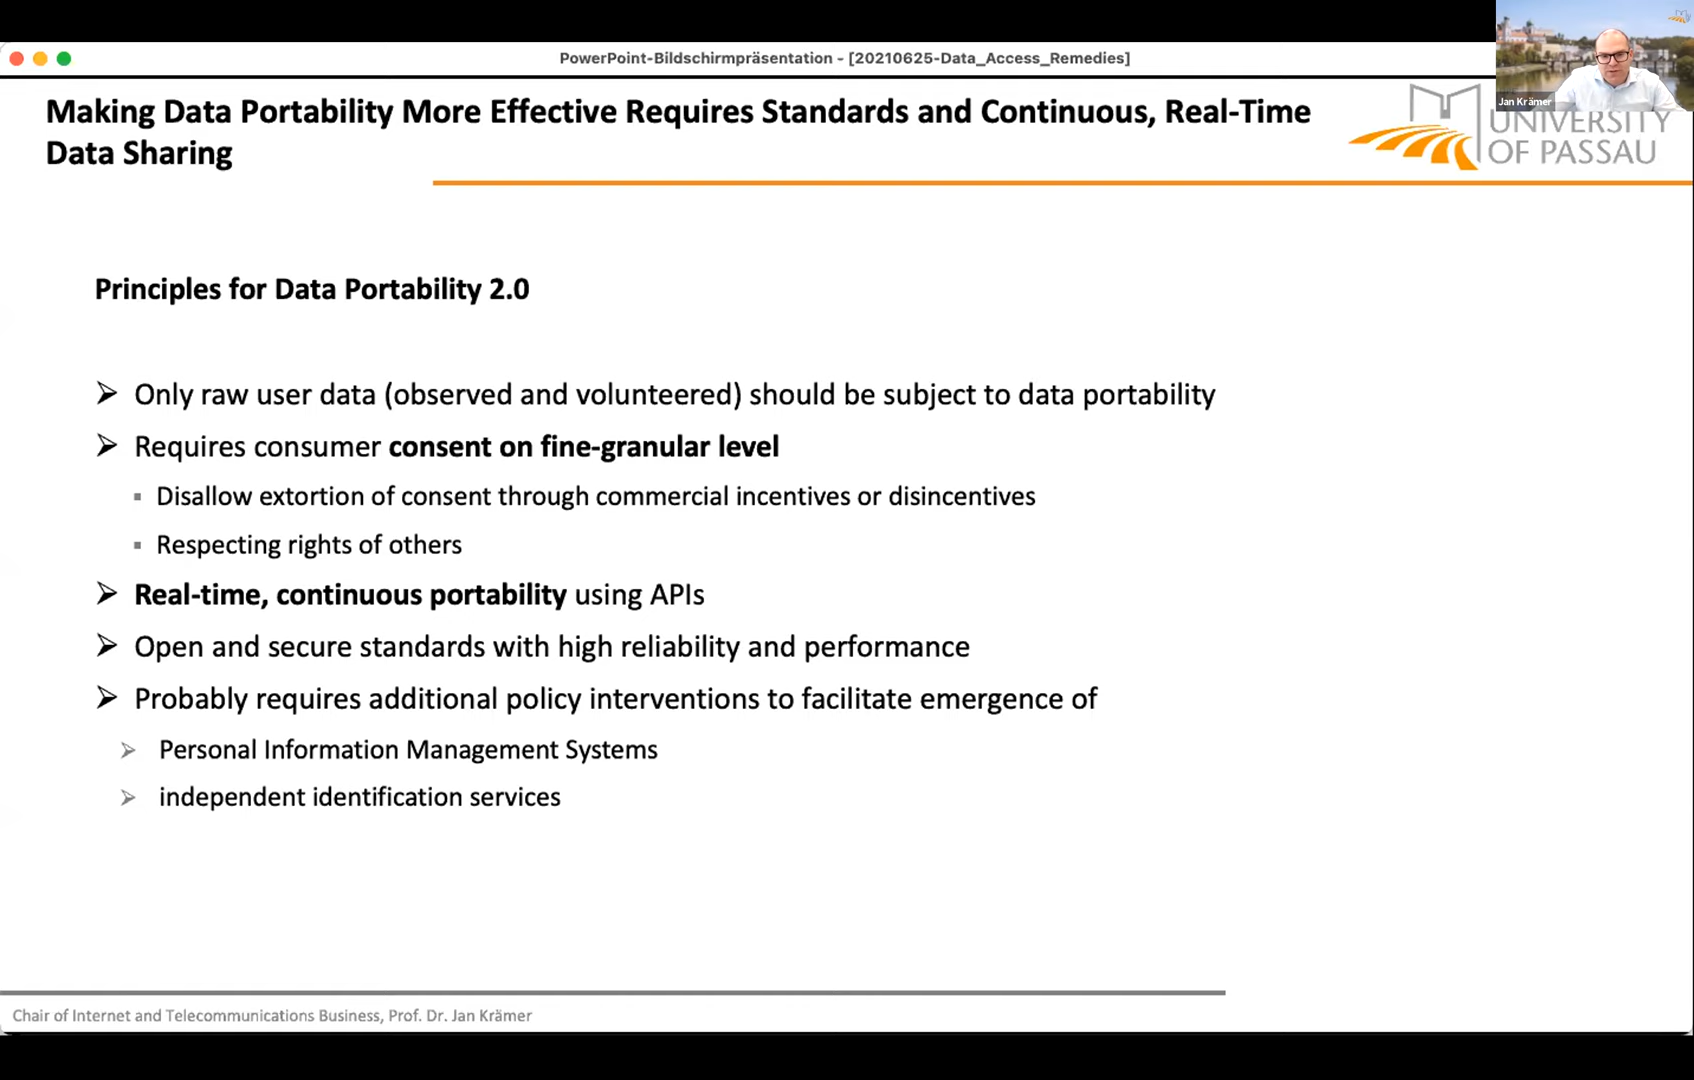 PowerPoint-Bildschirmpräsentation - [20210625-Data_Access_Remedies]
Jan Krämer
Making Data Portability More Effective Requires Standards and Continuous, Real-Time
Data Sharing
UNIVERSITY
OF PASSAU
Principles for Data Portability 2.0
➢ Only raw user data (observed and volunteered) should be subject to data portability
➢ Requires consumer consent on fine-granular level
▪ Disallow extortion of consent through commercial incentives or disincentives
▪ Respecting rights of others
➢ Real-time, continuous portability using APIs
➢ Open and secure standards with high reliability and performance
➢ Probably requires additional policy interventions to facilitate emergence of
➢ Personal Information Management Systems
➢ independent identification services
Chair of Internet and Telecommunications Business, Prof. Dr. Jan Krämer